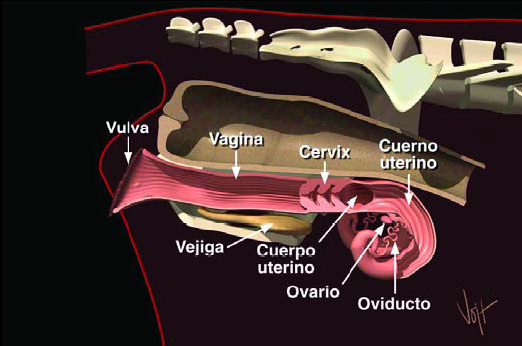 Vulva
Vagina
Cervix
Cuerno
uterino
Vejiga
Cuerpo
uterino
Ovario
Oviducto